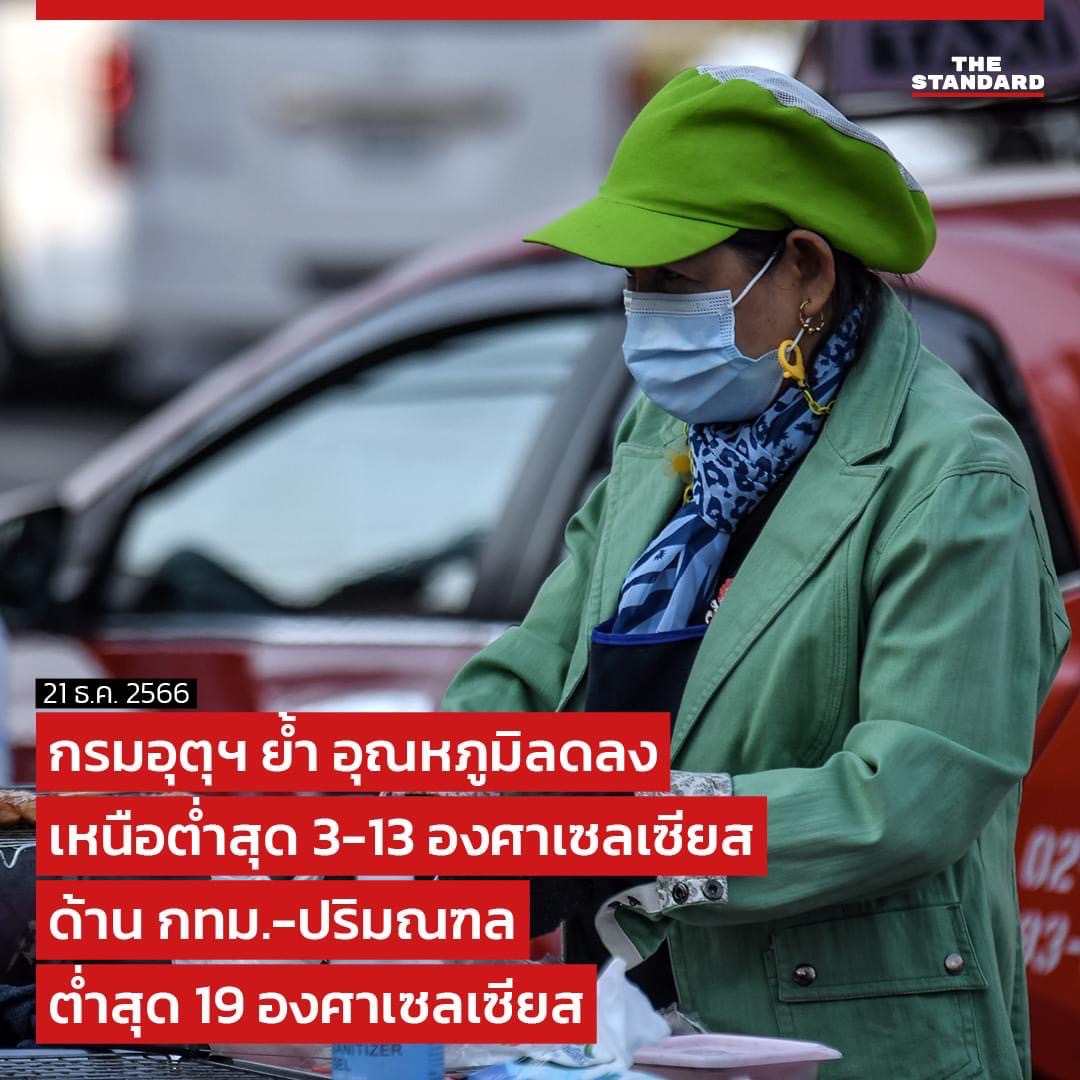 TAXI
THE
STANDARD
21 ธ.ค. 2566
กรมอุตุฯ ย้ำ อุณหภูมิลดลง
เหนือต่ำสุด 3-13 องศาเซลเซียส
ด้าน กทม.-ปริมณฑล
ต่ำสุด 19 องศาเซลเซียส
SANITIZER
GEL